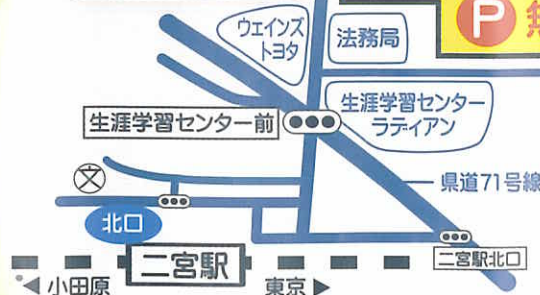 ウェインズ
トヨタ
法務局
P 無
生涯学習センター
ラディアン
生涯学習センター前
県道71号線
文
北口
二宮駅
二宮駅北口
◀小田原
東京▶